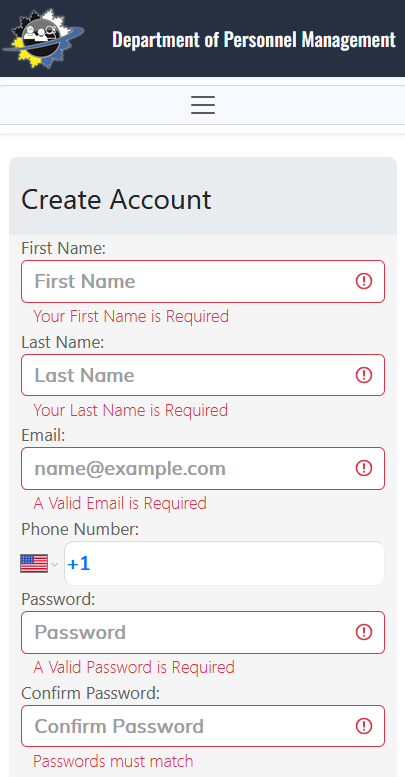 Department of Personnel Management
Create Account
First Name:
First Name
Your First Name is Required
Last Name:
Last Name
Your Last Name is Required
Email:
name@example.com
A Valid Email is Required
Phone Number:
+1
Password:
Password
A Valid Password is Required
Confirm Password:
Confirm Password
Passwords must match